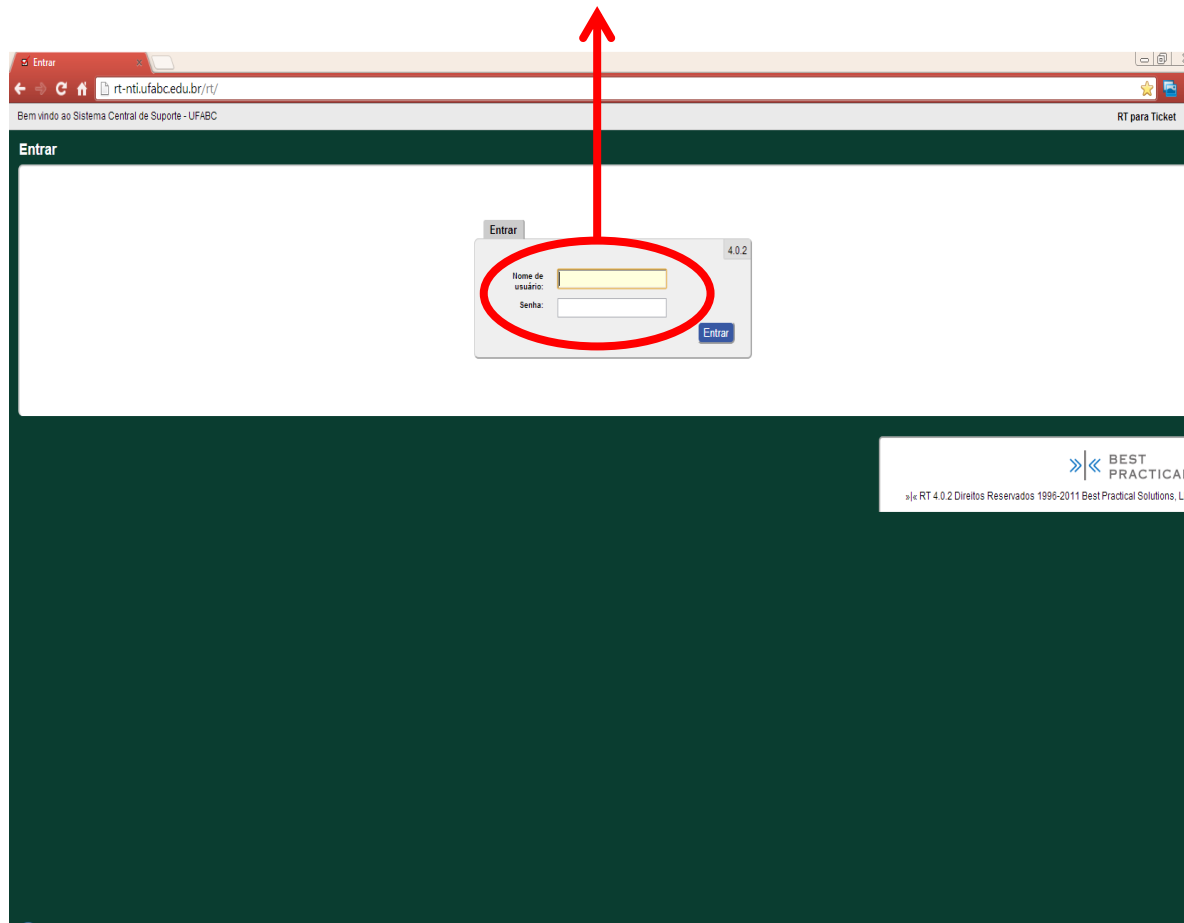 Entrar
rt-nti.ufabc.edu.br/rt/
Bem vindo ao Sistema Central de Suporte - UFABC
RT para Ticket
Entrar
Entrar
4.0.2
Nome de
usuário:
Senha:
Entrar
»|« BEST
PRACTICAL
»|« RT 4.0.2 Direitos Reservados 1996-2011 Best Practical Solutions, L